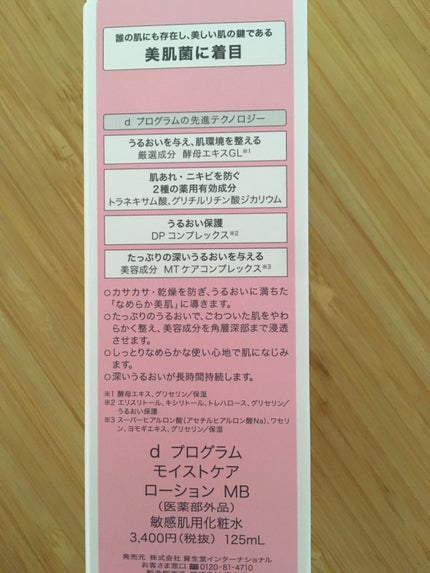 誰の肌にも存在し、美しい肌の鍵である
美肌菌に着目
d プログラムの先進テクノロジー
うるおいを与え、肌環境を整える
厳選成分 酵母エキスGL※1
肌あれ・ニキビを防ぐ
2種の薬用有効成分
トラネキサム酸、グリチルリチン酸ジカリウム
うるおい保護
DP コンプレックス※2
たっぷりの深いうるおいを与える
美容成分 MTケアコンプレックス※3
○カサカサ・乾燥を防ぎ、うるおいに満ちた
「なめらか美肌」に導きます。
○たっぷりのうるおいで、ごわついた肌をやわ
らかく整え、美容成分を角層深部まで浸透
させます。
○しっとりなめらかな使い心地で肌になじみ
ます。
○深いうるおいが長時間持続します。
※1 酵母エキス、グリセリン/保湿
※2 エリスリトール、キシリトール、トレハロース、グリセリン/
うるおい保護
※3 スーパーヒアルロン酸(アセチルヒアルロン酸Na)、ワセリ
ン、ヨモギエキス、グリセリン/保湿
d プログラム
モイストケア
ローション MB
(医薬部外品)
敏感肌用化粧水
3,400円(税抜) 125mL
発売元 株式会社 資生堂インターナショナル
お客さま窓口 0120-81-4710